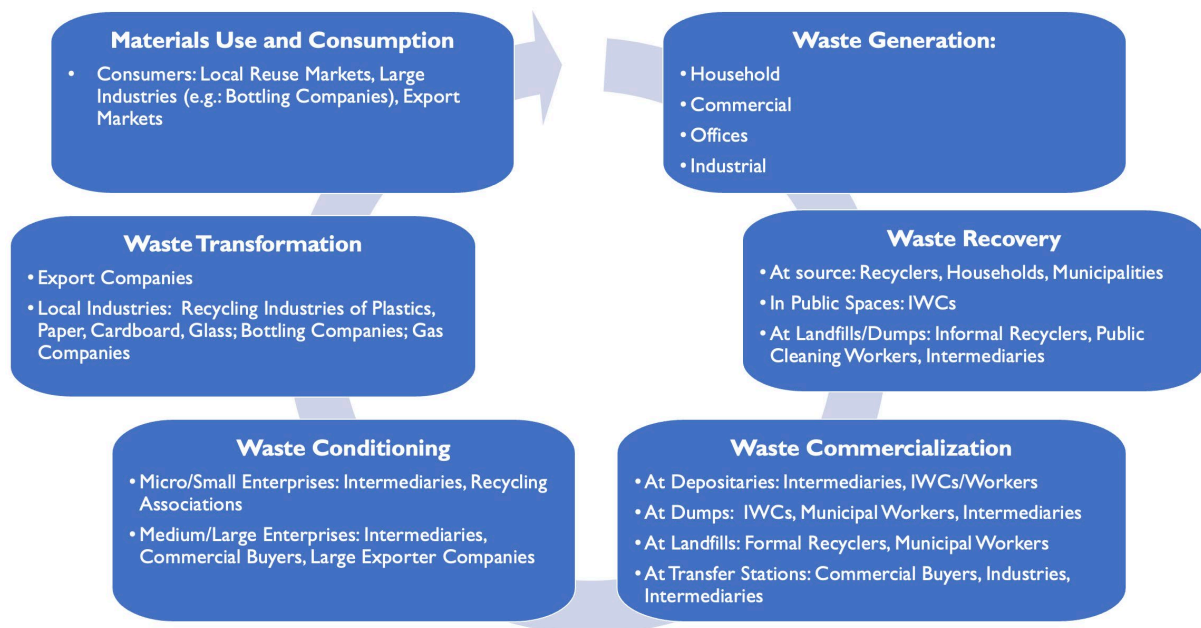 Materials Use and Consumption
• Consumers: Local Reuse Markets, Large
Industries (e.g.: Bottling Companies), Export
Markets
Waste Generation:
• Household
• Commercial
• Offices
• Industrial
Waste Recovery
• At source: Recyclers, Households, Municipalities
• In Public Spaces: IWCs
• At Landfills/Dumps: Informal Recyclers, Public
Cleaning Workers, Intermediaries
Waste Commercialization
• At Depositaries: Intermediaries, IWCs/Workers
• At Dumps: IWCs, Municipal Workers, Intermediaries
• At Landfills: Formal Recyclers, Municipal Workers
• At Transfer Stations: Commercial Buyers, Industries,
Intermediaries
Waste Conditioning
• Micro/Small Enterprises: Intermediaries, Recycling
Associations
• Medium/Large Enterprises: Intermediaries,
Commercial Buyers, Large Exporter Companies
Waste Transformation
• Export Companies
• Local Industries: Recycling Industries of Plastics,
Paper, Cardboard, Glass; Bottling Companies; Gas
Companies